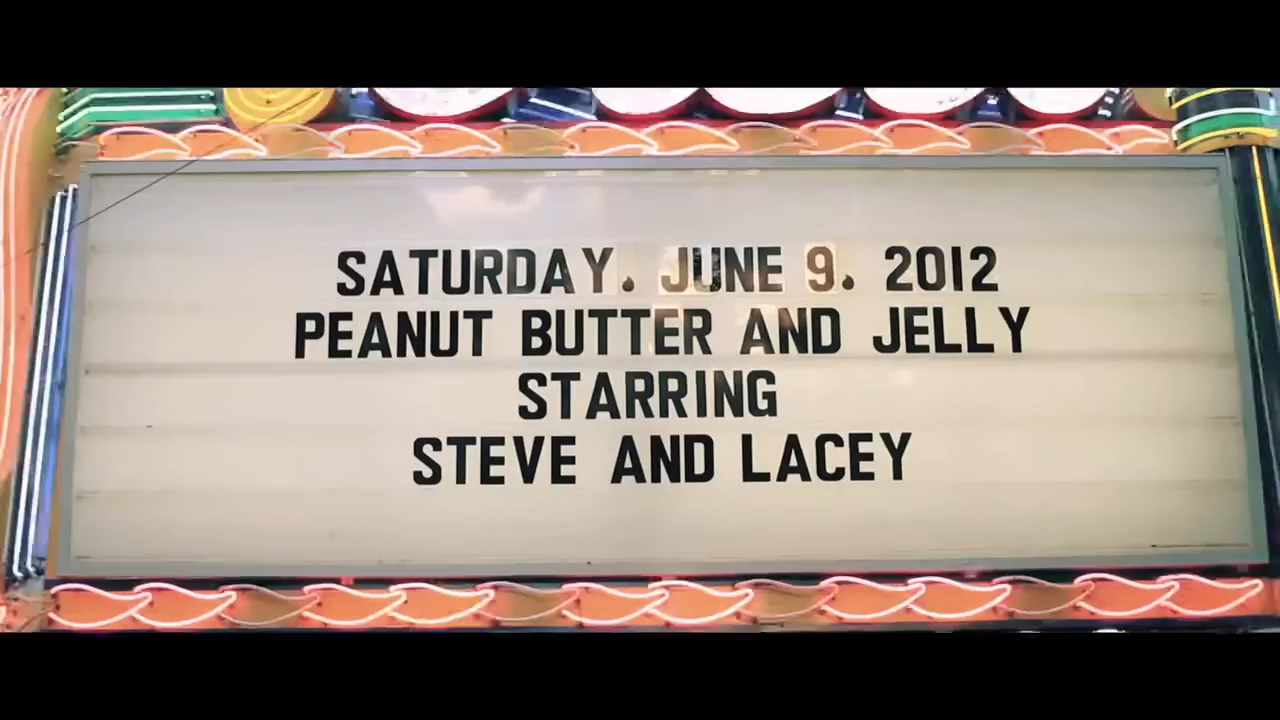 SATURDAY. JUNE 9. 2012
PEANUT BUTTER AND JELLY
STARRING
STEVE AND LACEY